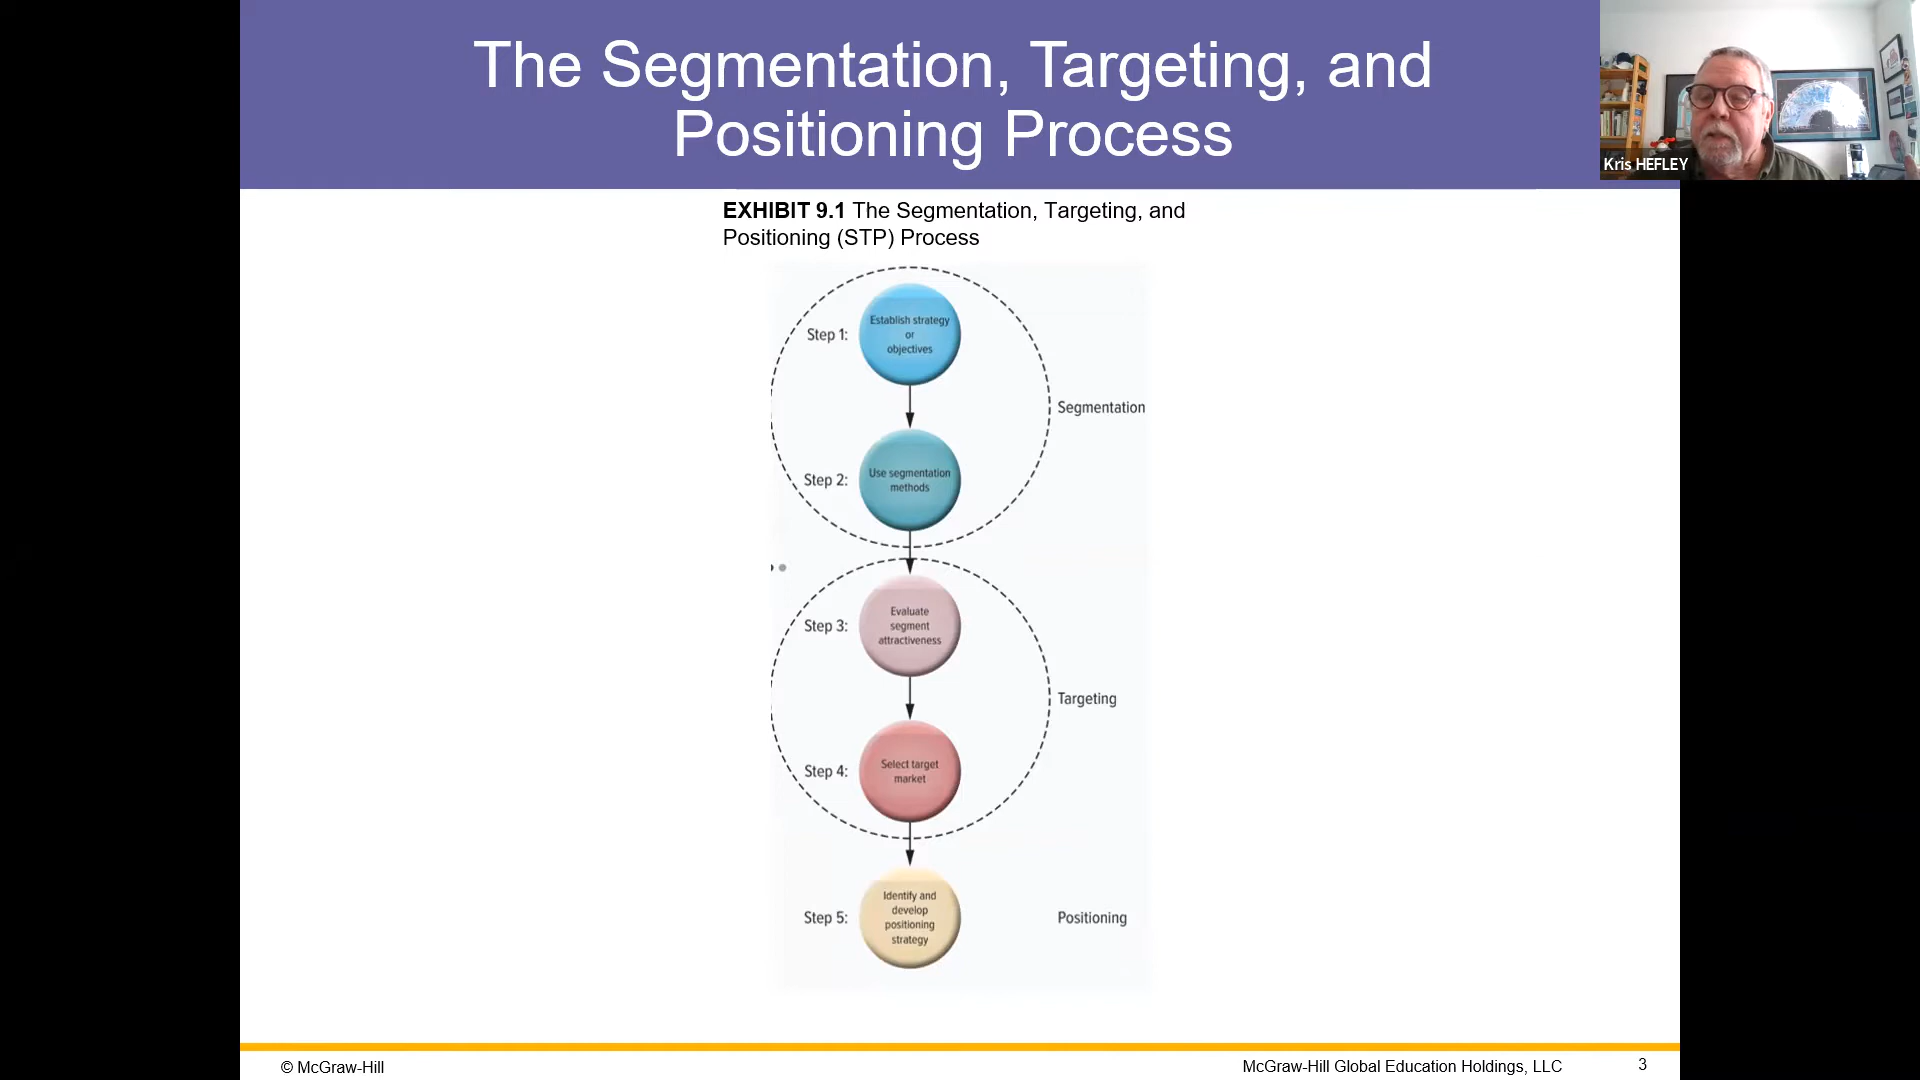 The Segmentation, Targeting, and
Positioning Process
Kris HEFLEY
EXHIBIT 9.1 The Segmentation, Targeting, and
Positioning (STP) Process
Step 1:
Establish strategy
or
objectives
Segmentation
Step 2:
Use segmentation
methods
Step 3:
Evaluate
segment
attractiveness
Targeting
Step 4:
Select target
market
Step 5:
Identify and
develop
positioning
strategy
Positioning
© McGraw-Hill
McGraw-Hill Global Education Holdings, LLC
3